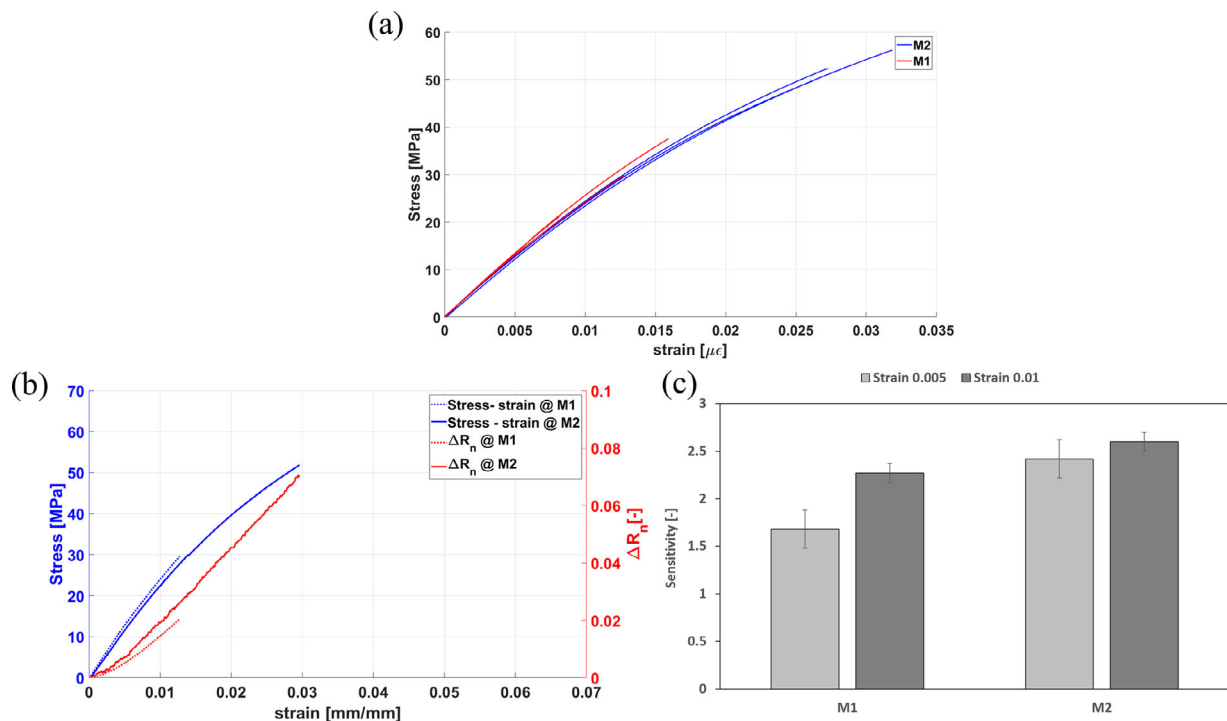 (a)
60
50
40
30
20
10
0
Stress [MPa]
M2
M1
0 0.005 0.01 0.015 0.02 0.025 0.03 0.035
strain [με]
(b)
70
60
50
40
30
20
10
0
Stress [MPa]
Stress- strain @ M1
Stress - strain @ M2
ΔRn @ M1
ΔRn @ M2
0.1
0.08
0.06
0.04
0.02
0
ΔRn[-]
0 0.01 0.02 0.03 0.04 0.05 0.06 0.07
strain [mm/mm]
(c)
Strain 0.005 Strain 0.01
3
2.5
2
1.5
1
0.5
0
Sensitivity [-]
M1 M2